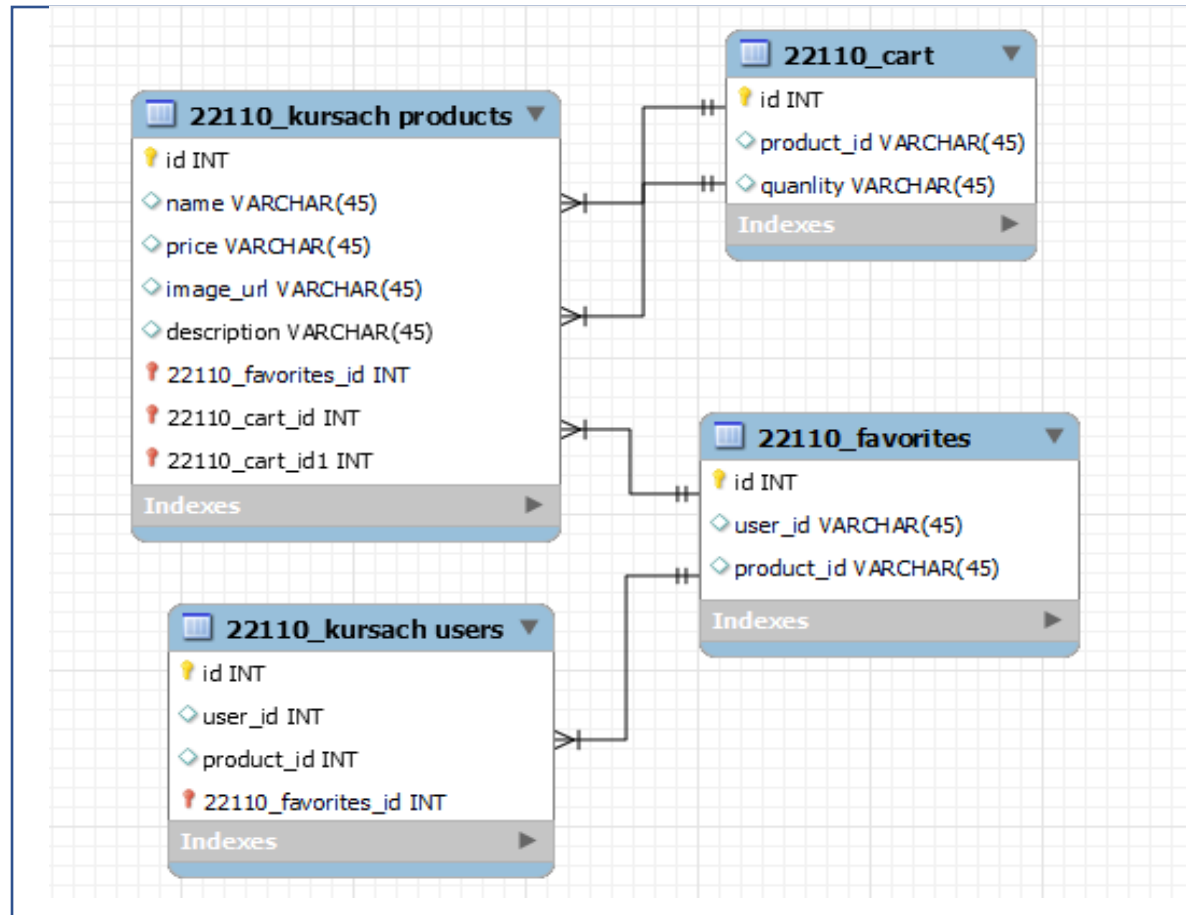 22110_kursach products
id INT
name VARCHAR(45)
price VARCHAR(45)
image_url VARCHAR(45)
description VARCHAR(45)
22110_favorites_id INT
22110_cart_id INT
22110_cart_id1 INT
Indexes
22110_cart
id INT
product_id VARCHAR(45)
quanlity VARCHAR(45)
Indexes
22110_favorites
id INT
user_id VARCHAR(45)
product_id VARCHAR(45)
Indexes
22110_kursach users
id INT
user_id INT
product_id INT
22110_favorites_id INT
Indexes